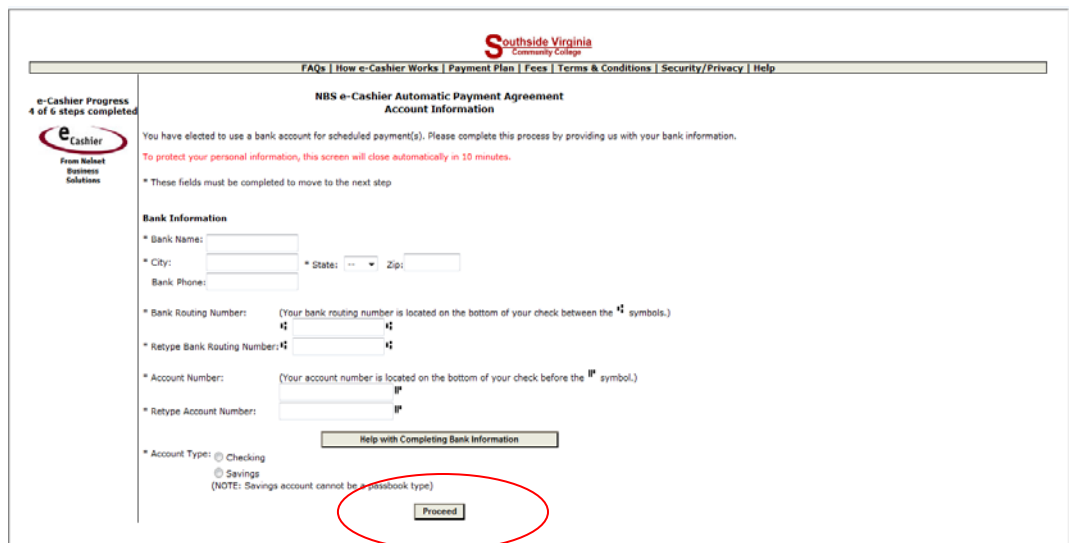 Southside Virginia
Community College
FAQs | How e-Cashier Works | Payment Plan | Fees | Terms & Conditions | Security/Privacy | Help
e-Cashier Progress
4 of 6 steps completed
e Cashier
From Nelnet
Business
Solutions
NBS e-Cashier Automatic Payment Agreement
Account Information
You have elected to use a bank account for scheduled payment(s). Please complete this process by providing us with your bank information.
To protect your personal information, this screen will close automatically in 10 minutes.
* These fields must be completed to move to the next step
Bank Information
* Bank Name:
* City: * State: -- Zip:
Bank Phone:
* Bank Routing Number: (Your bank routing number is located on the bottom of your check between the ⑆ symbols.)
⑆ ⑆
* Retype Bank Routing Number: ⑆ ⑆
* Account Number: (Your account number is located on the bottom of your check before the ⑈ symbol.)
⑈
* Retype Account Number: ⑈
Help with Completing Bank Information
* Account Type: Checking
Savings
(NOTE: Savings account cannot be a passbook type)
Proceed